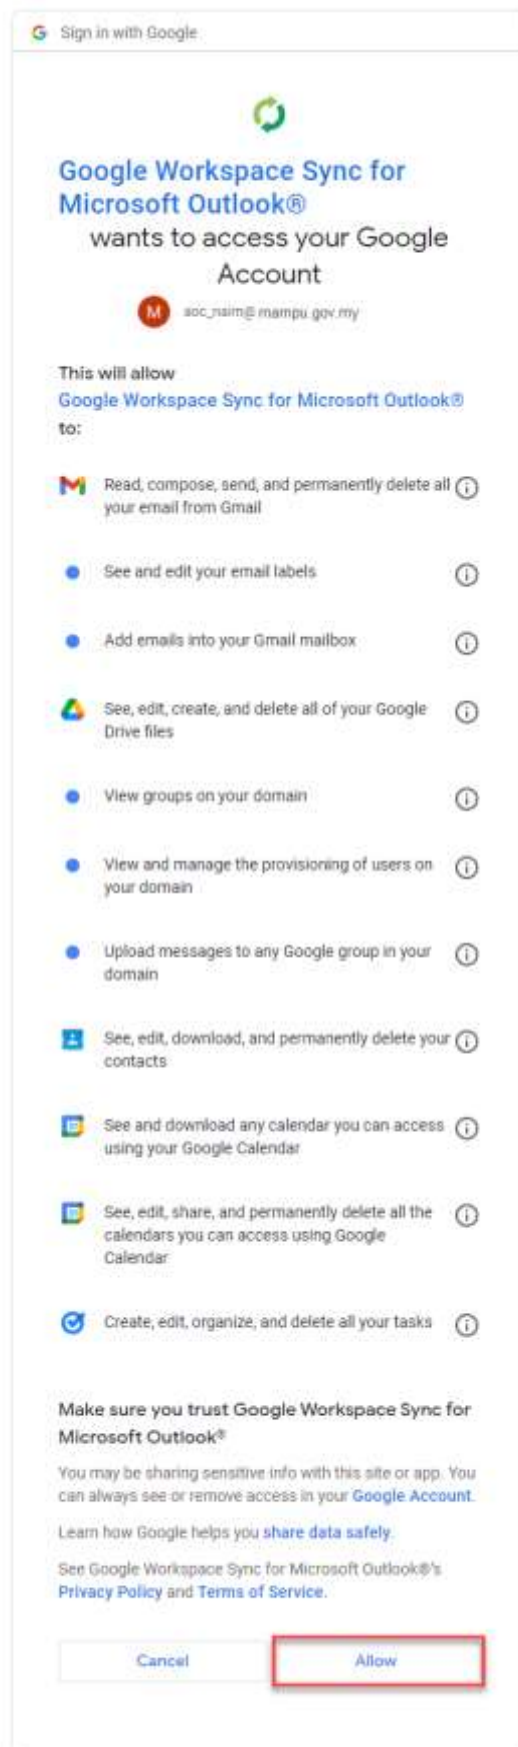 Sign in with Google
Google Workspace Sync for
Microsoft Outlook®
wants to access your Google
Account
M
aoc_naim@mampu.gov.my
This will allow
Google Workspace Sync for Microsoft Outlook®
to:
Read, compose, send, and permanently delete all
your email from Gmail
See and edit your email labels
Add emails into your Gmail mailbox
See, edit, create, and delete all of your Google
Drive files
View groups on your domain
View and manage the provisioning of users on
your domain
Upload messages to any Google group in your
domain
See, edit, download, and permanently delete your
contacts
See and download any calendar you can access
using your Google Calendar
See, edit, share, and permanently delete all the
calendars you can access using Google
Calendar
Create, edit, organize, and delete all your tasks
Make sure you trust Google Workspace Sync for
Microsoft Outlook®
You may be sharing sensitive info with this site or app. You
can always see or remove access in your Google Account.
Learn how Google helps you share data safely.
See Google Workspace Sync for Microsoft Outlook®'s
Privacy Policy and Terms of Service.
Cancel
Allow